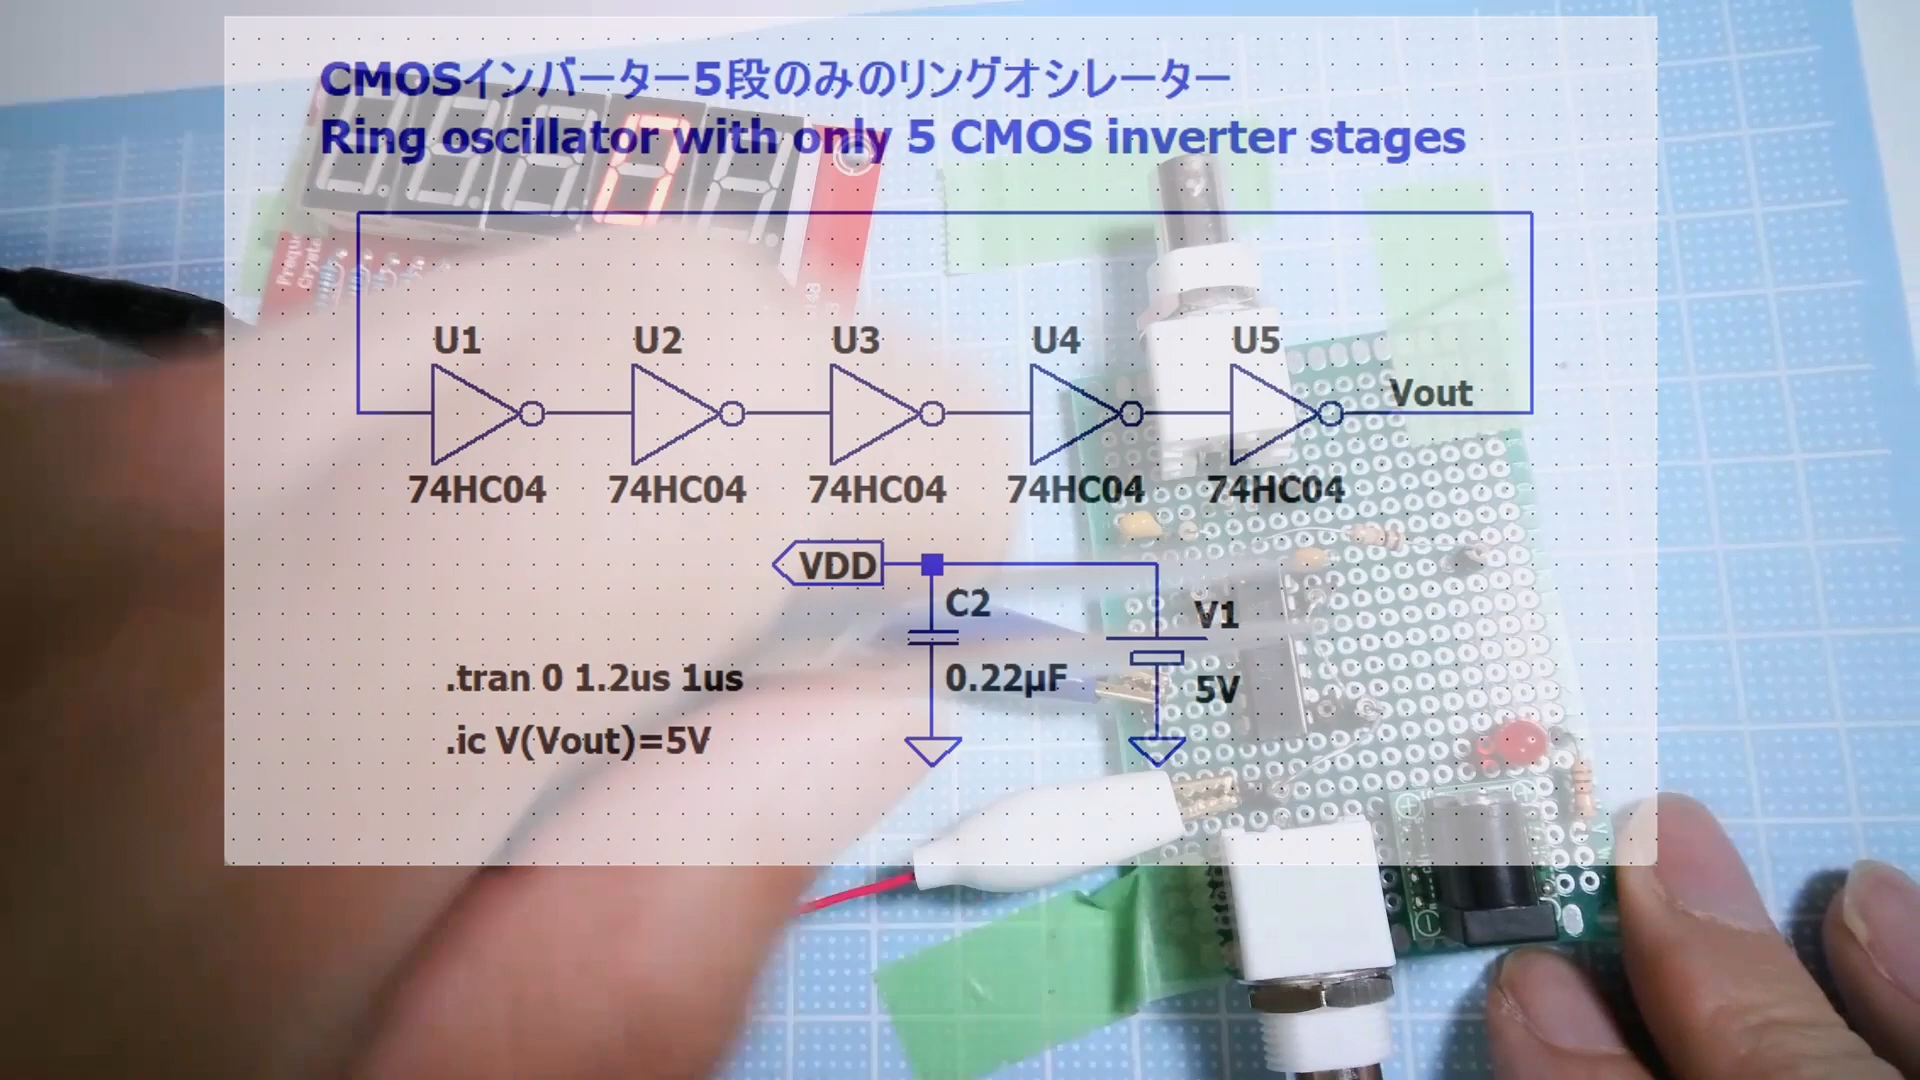 CMOSインバーター5段のみのリングオシレーター
Ring oscillator with only 5 CMOS inverter stages
U1 U2 U3 U4 U5
Vout
74HC04 74HC04 74HC04 74HC04 74HC04
VDD
C2
V1
.tran 0 1.2us 1us
0.22µF
5V
.ic V(Vout)=5V